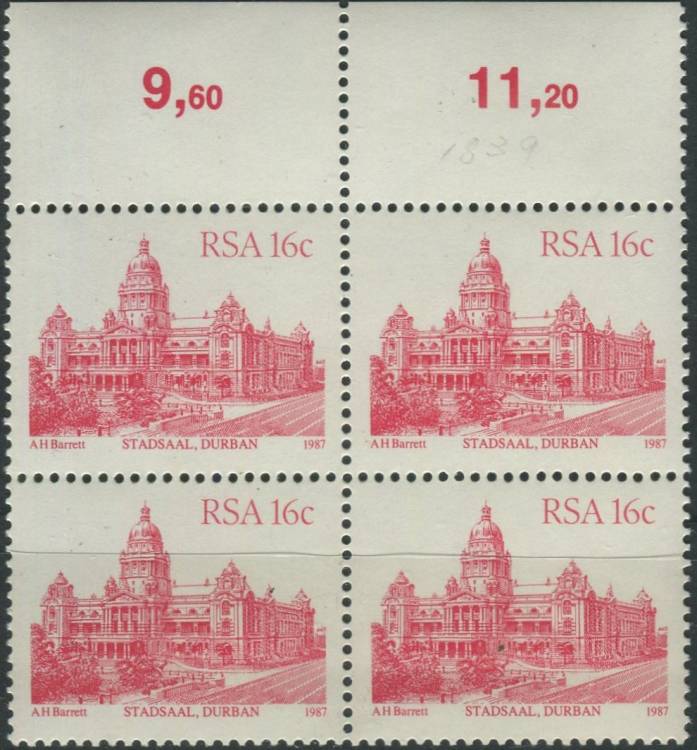 9,60 11,20
1839
RSA 16c RSA 16c
A H Barrett STADSAAL, DURBAN 1987 A H Barrett STADSAAL, DURBAN 1987
RSA 16c RSA 16c
A H Barrett STADSAAL, DURBAN 1987 A H Barrett STADSAAL, DURBAN 1987